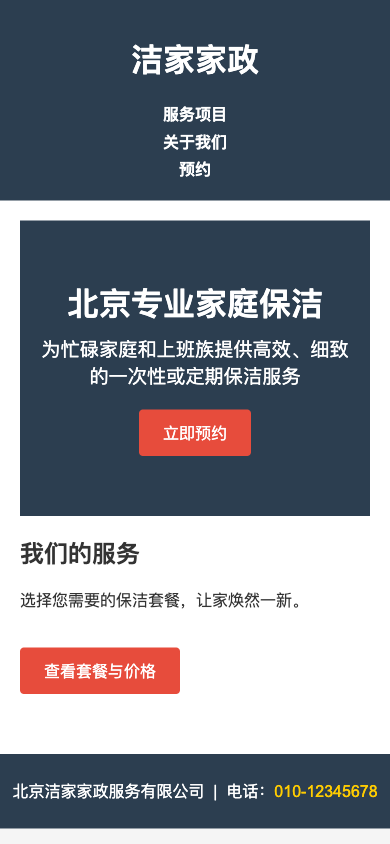 洁家家政
服务项目
关于我们
预约
北京专业家庭保洁
为忙碌家庭和上班族提供高效、细致
的一次性或定期保洁服务
立即预约
我们的服务
选择您需要的保洁套餐，让家焕然一新。
查看套餐与价格
北京洁家家政服务有限公司 | 电话：010-12345678